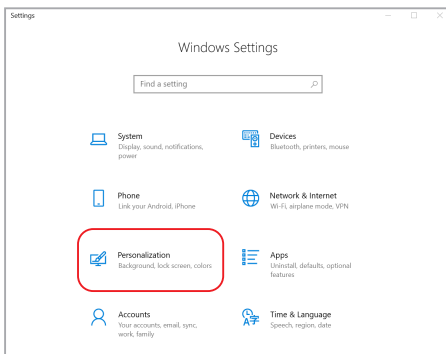 Settings
Windows Settings
Find a setting
System
Display, sound, notifications,
power
Devices
Bluetooth, printers, mouse
Phone
Link your Android, iPhone
Network & Internet
Wi-Fi, airplane mode, VPN
Personalization
Background, lock screen, colors
Apps
Uninstall, defaults, optional
features
Accounts
Your accounts, email, sync,
work, family
Time & Language
Speech, region, date